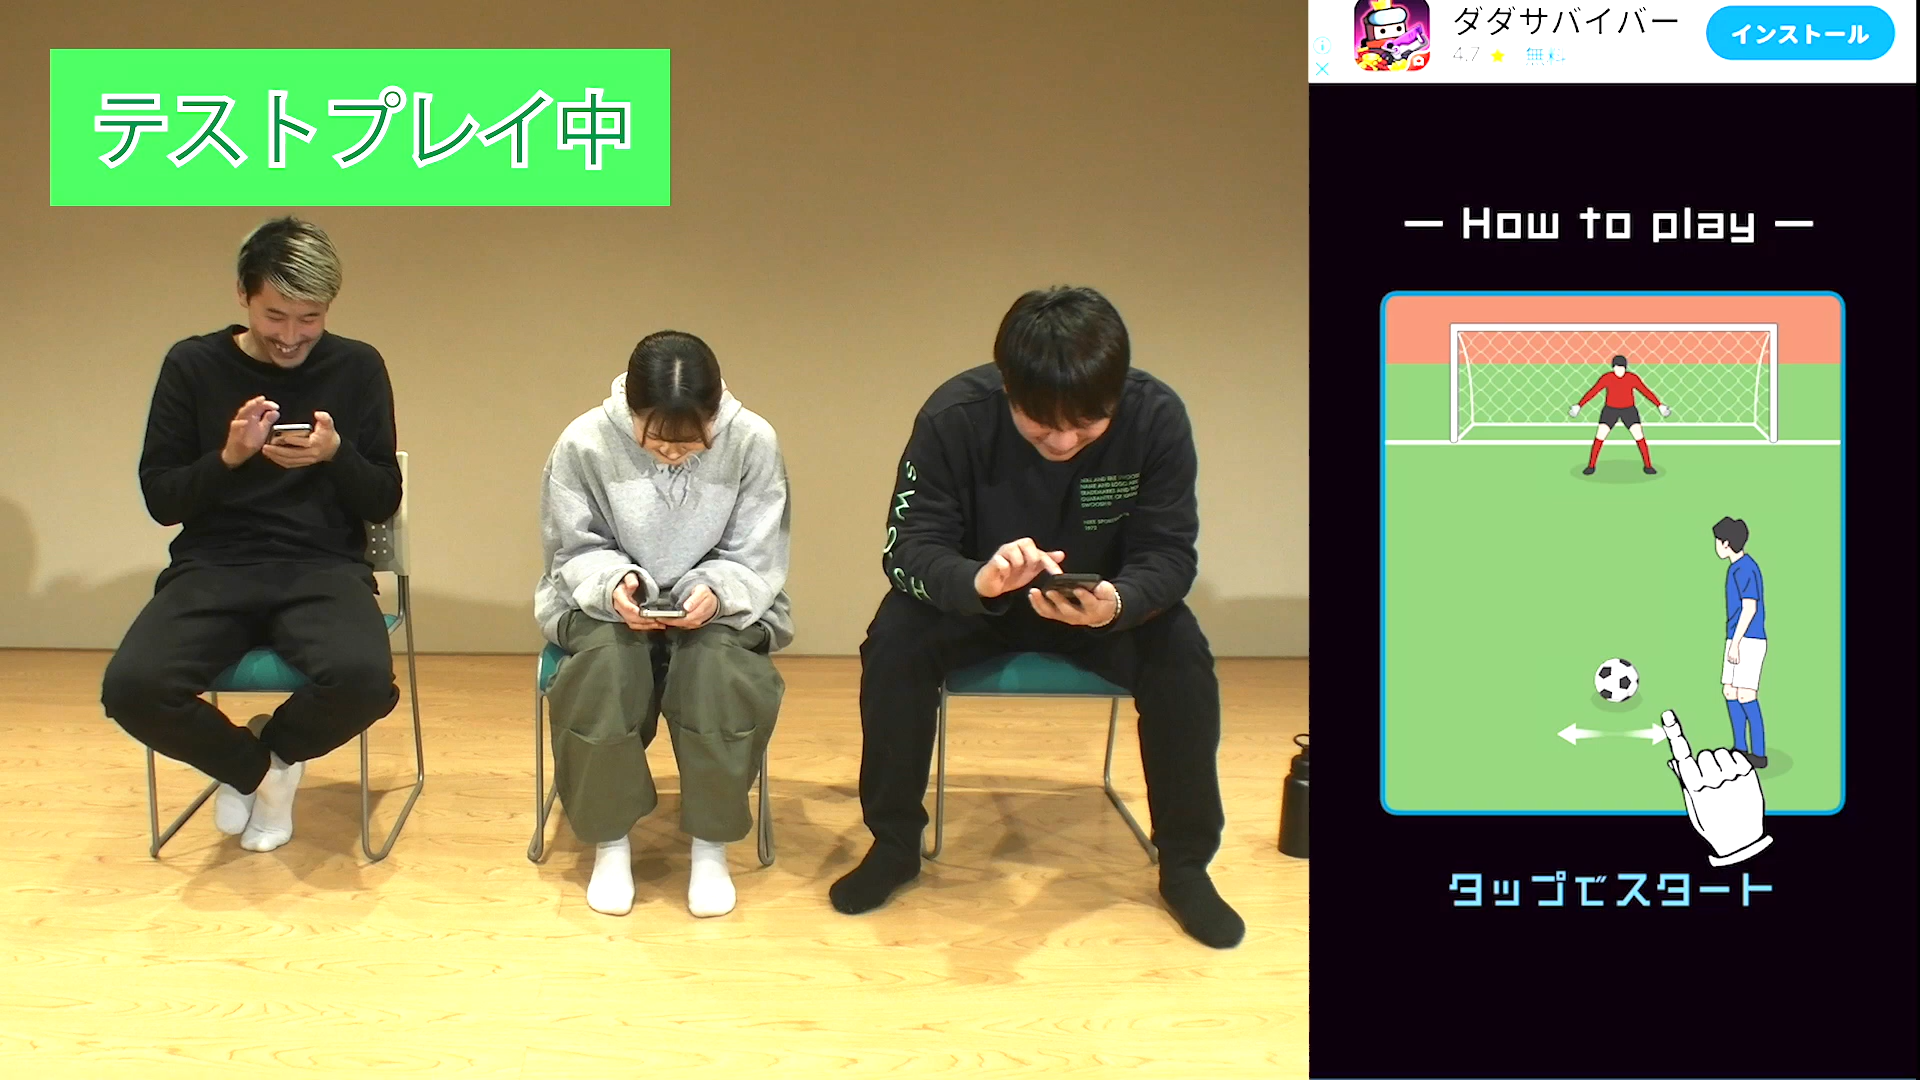 テストプレイ中
ダダサバイバー
4.7 ★ 無料
インストール
— How to play —
タップでスタート